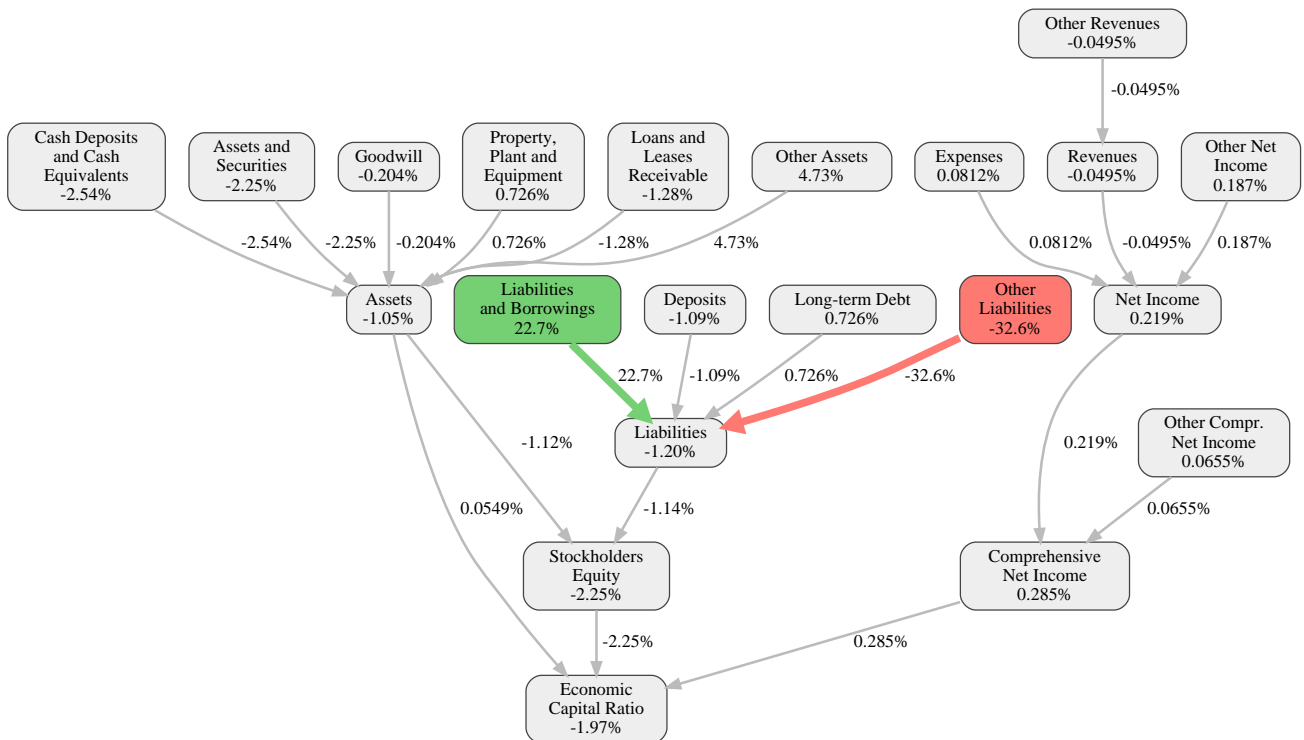 Other Revenues
-0.0495%
-0.0495%
Cash Deposits
and Cash
Equivalents
-2.54%
Assets and
Securities
-2.25%
Goodwill
-0.204%
Property,
Plant and
Equipment
0.726%
Loans and
Leases
Receivable
-1.28%
Other Assets
4.73%
Expenses
0.0812%
Revenues
-0.0495%
Other Net
Income
0.187%
-2.54%
-2.25%
-0.204%
0.726%
-1.28%
4.73%
0.0812%
-0.0495%
0.187%
Assets
-1.05%
Liabilities
and Borrowings
22.7%
Deposits
-1.09%
Long-term Debt
0.726%
Other
Liabilities
-32.6%
Net Income
0.219%
22.7%
-1.09%
0.726%
-32.6%
Liabilities
-1.20%
-1.12%
0.219%
Other Compr.
Net Income
0.0655%
0.0549%
-1.14%
0.0655%
Stockholders
Equity
-2.25%
Comprehensive
Net Income
0.285%
-2.25%
0.285%
Economic
Capital Ratio
-1.97%